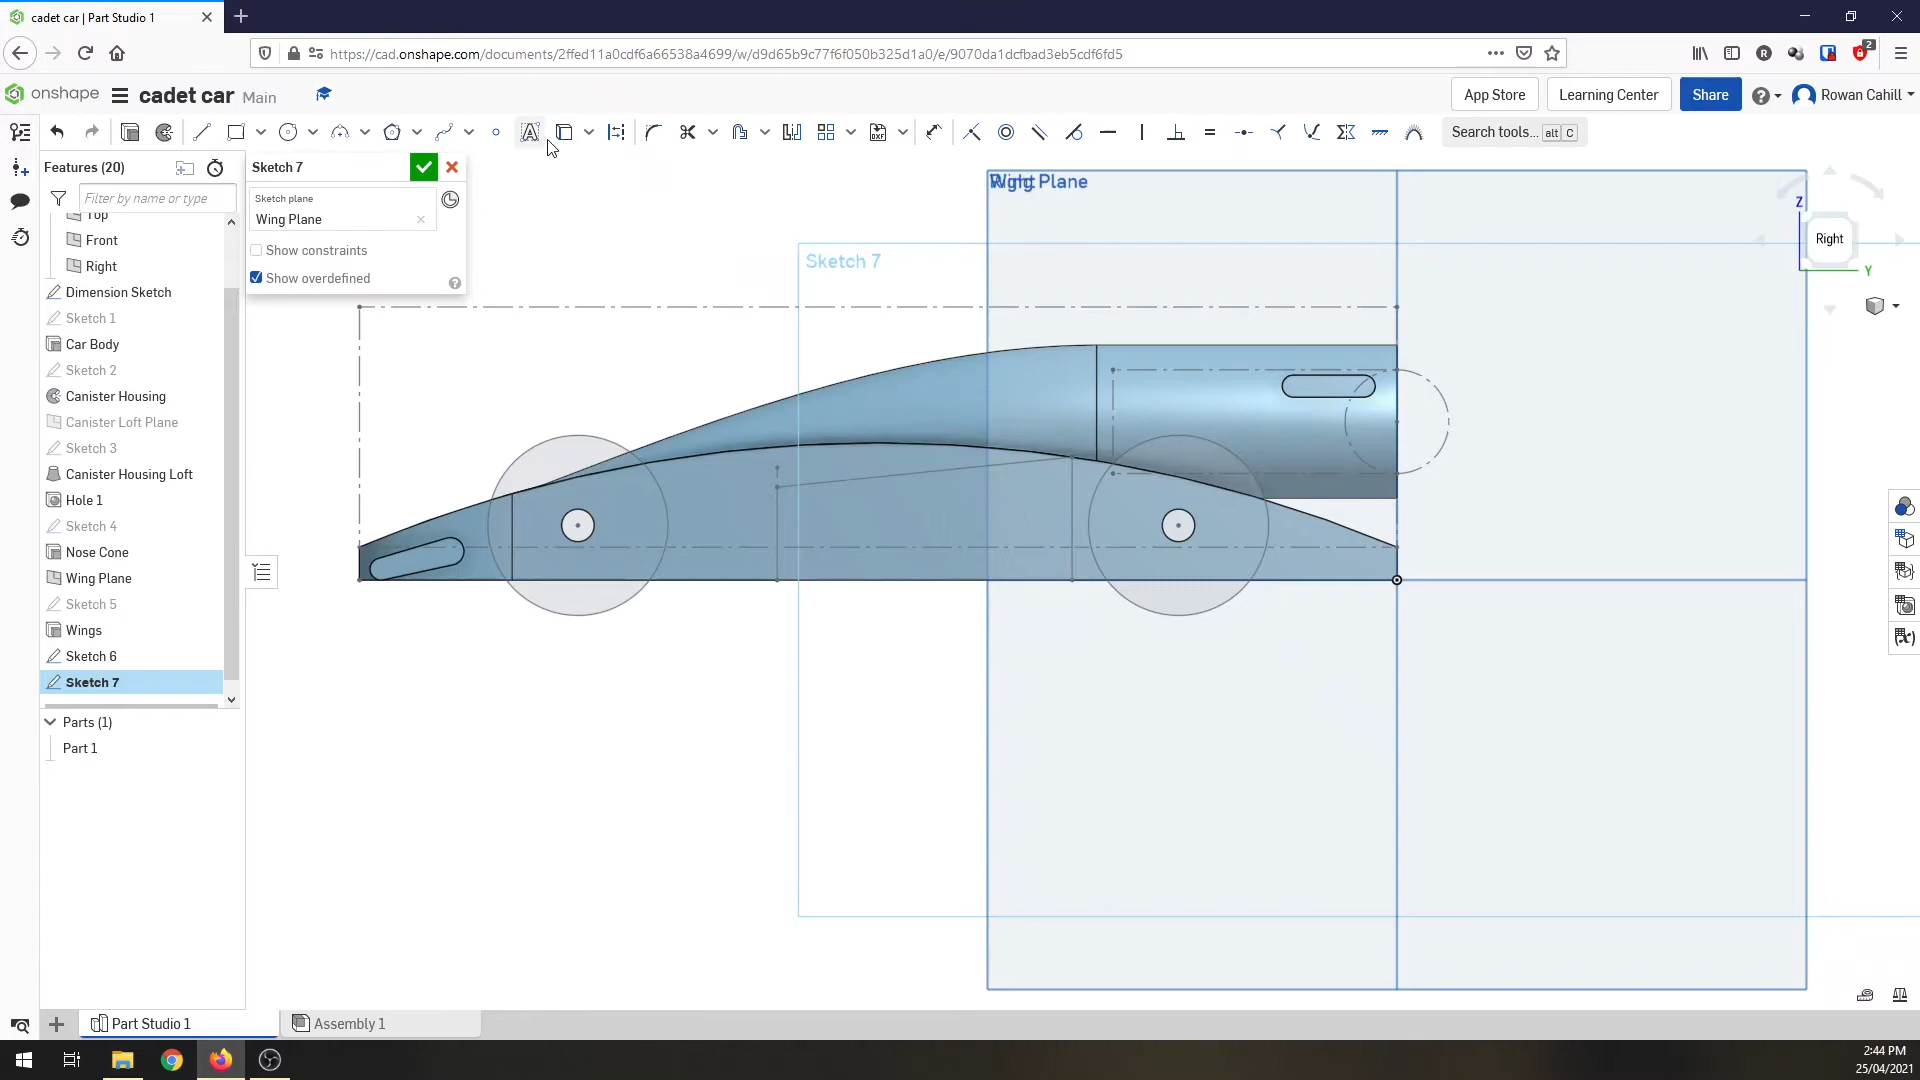 cadet car | Part Studio 1
https://cad.onshape.com/documents/2ffed11a0cdf6a66538a4699/w/d9d65b9c77f6f050b325d1a0/e/9070da1dcfbad3eb5cdf6fd5
2
onshape
cadet car Main
App Store
Learning Center
Share
Rowan Cahill
Search tools... alt C
Features (20)
Filter by name or type
Top
Front
Right
Dimension Sketch
Sketch 1
Car Body
Sketch 2
Canister Housing
Canister Loft Plane
Sketch 3
Canister Housing Loft
Hole 1
Sketch 4
Nose Cone
Wing Plane
Sketch 5
Wings
Sketch 6
Sketch 7
Parts (1)
Part 1
Sketch 7
Sketch plane
Wing Plane
Show constraints
Show overdefined
Wing Plane
Right
Sketch 7
Z
Right
Y
Part Studio 1
Assembly 1
2:44 PM
25/04/2021